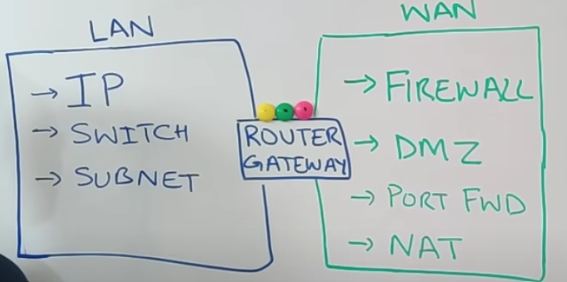 LAN
→ IP
→ SWITCH
→ SUBNET
ROUTER
GATEWAY
WAN
→ FIREWALL
→ DMZ
→ PORT FWD
→ NAT